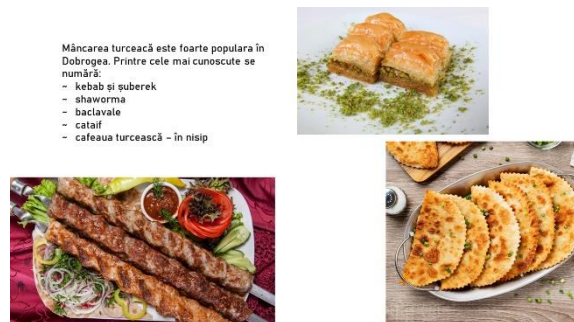 Mâncarea turceacă este foarte populara în
Dobrogea. Printre cele mai cunoscute se
numără:
~ kebab și șuberek
~ shaworma
~ baclavale
~ cataif
~ cafeaua turcească – în nisip